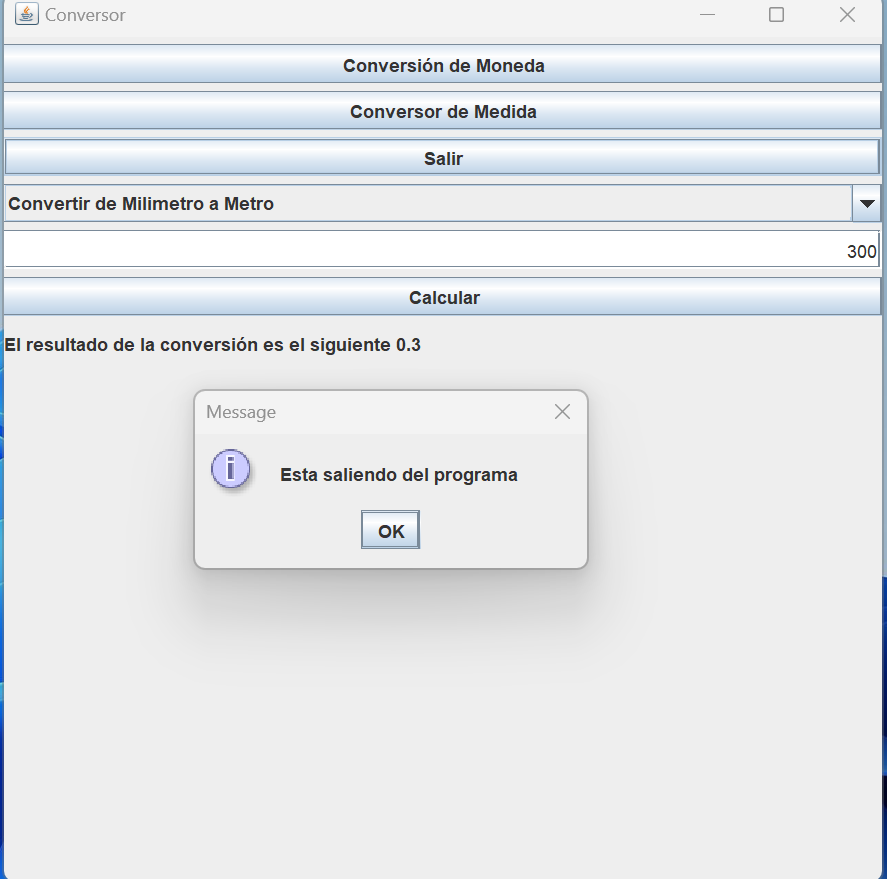 Conversor
Conversión de Moneda
Conversor de Medida
Salir
Convertir de Milimetro a Metro
300
Calcular
El resultado de la conversión es el siguiente 0.3
Message
i
Esta saliendo del programa
OK